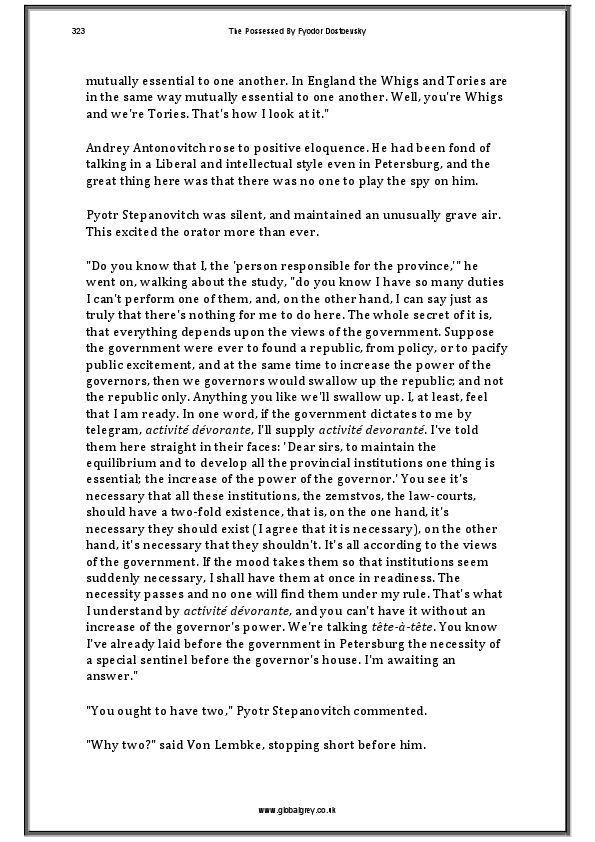 323
The Possessed By Fyodor Dostoevsky
mutually essential to one another. In England the Whigs and Tories are
in the same way mutually essential to one another. Well, you're Whigs
and we're Tories. That's how I look at it."
Andrey Antonovitch rose to positive eloquence. He had been fond of
talking in a Liberal and intellectual style even in Petersburg, and the
great thing here was that there was no one to play the spy on him.
Pyotr Stepanovitch was silent, and maintained an unusually grave air.
This excited the orator more than ever.
"Do you know that I, the 'person responsible for the province,'" he
went on, walking about the study, "do you know I have so many duties
I can't perform one of them, and, on the other hand, I can say just as
truly that there's nothing for me to do here. The whole secret of it is,
that everything depends upon the views of the government. Suppose
the government were ever to found a republic, from policy, or to pacify
public excitement, and at the same time to increase the power of the
governors, then we governors would swallow up the republic; and not
the republic only. Anything you like we'll swallow up. I, at least, feel
that I am ready. In one word, if the government dictates to me by
telegram, activité dévorante, I'll supply activité devoranté. I've told
them here straight in their faces: 'Dear sirs, to maintain the
equilibrium and to develop all the provincial institutions one thing is
essential; the increase of the power of the governor.' You see it's
necessary that all these institutions, the zemstvos, the law-courts,
should have a two-fold existence, that is, on the one hand, it's
necessary they should exist (I agree that it is necessary), on the other
hand, it's necessary that they shouldn't. It's all according to the views
of the government. If the mood takes them so that institutions seem
suddenly necessary, I shall have them at once in readiness. The
necessity passes and no one will find them under my rule. That's what
I understand by activité dévorante, and you can't have it without an
increase of the governor's power. We're talking tête-à-tête. You know
I've already laid before the government in Petersburg the necessity of
a special sentinel before the governor's house. I'm awaiting an
answer."
"You ought to have two," Pyotr Stepanovitch commented.
"Why two?" said Von Lembke, stopping short before him.
www.globalgrey.co.uk